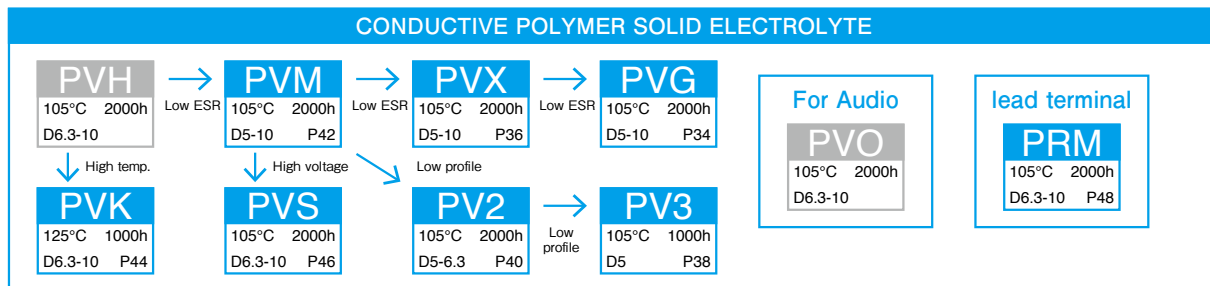 CONDUCTIVE POLYMER SOLID ELECTROLYTE
PVH
105°C 2000h
D6.3-10
Low ESR
PVM
105°C 2000h
D5-10 P42
Low ESR
PVX
105°C 2000h
D5-10 P36
Low ESR
PVG
105°C 2000h
D5-10 P34
High temp.
High voltage
Low profile
PVK
125°C 1000h
D6.3-10 P44
PVS
105°C 2000h
D6.3-10 P46
PV2
105°C 2000h
D5-6.3 P40
Low
profile
PV3
105°C 1000h
D5 P38
For Audio
PVO
105°C 2000h
D6.3-10
lead terminal
PRM
105°C 2000h
D6.3-10 P48